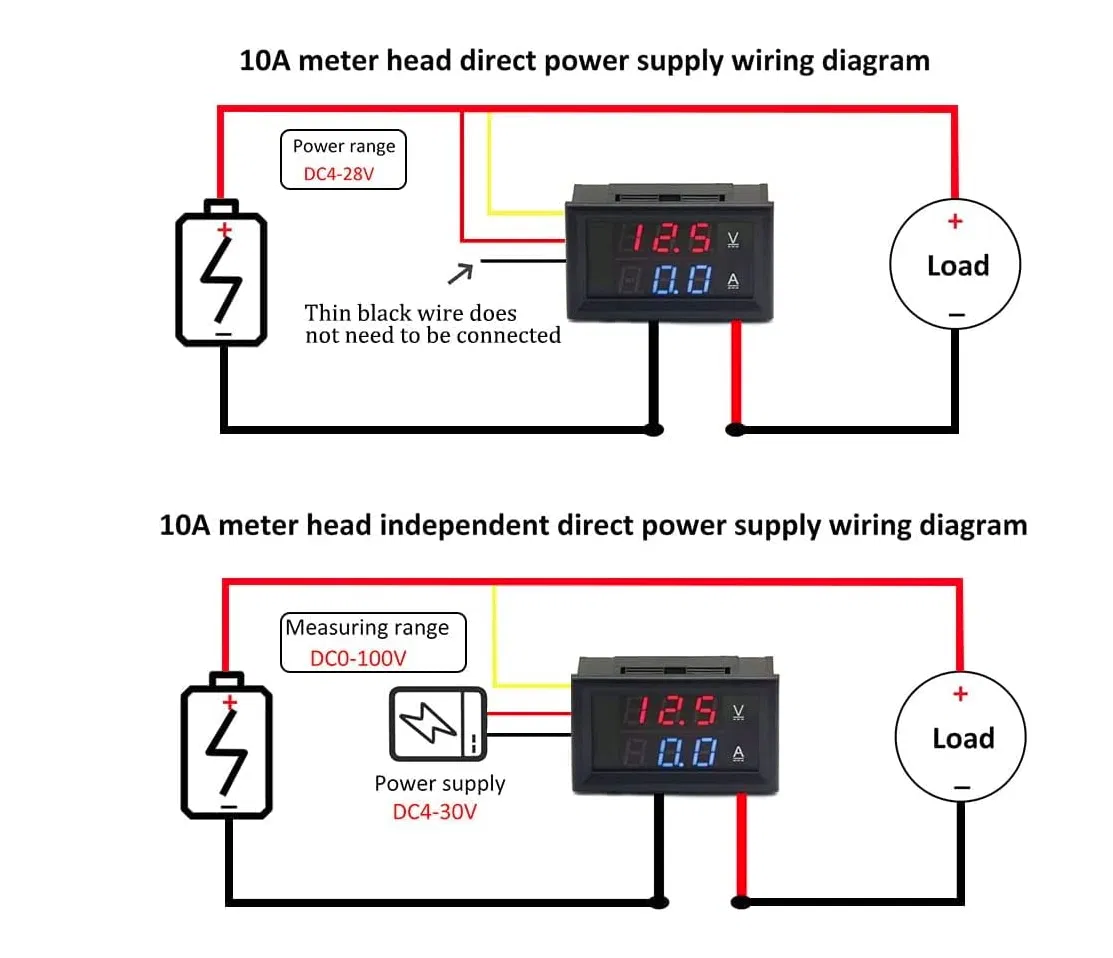 10A meter head direct power supply wiring diagram
Power range
DC4-28V
+
12.5 V
0.0 A
+
Load
−
−
Thin black wire does
not need to be connected
10A meter head independent direct power supply wiring diagram
Measuring range
DC0-100V
+
12.5 V
0.0 A
+
Load
−
−
Power supply
DC4-30V